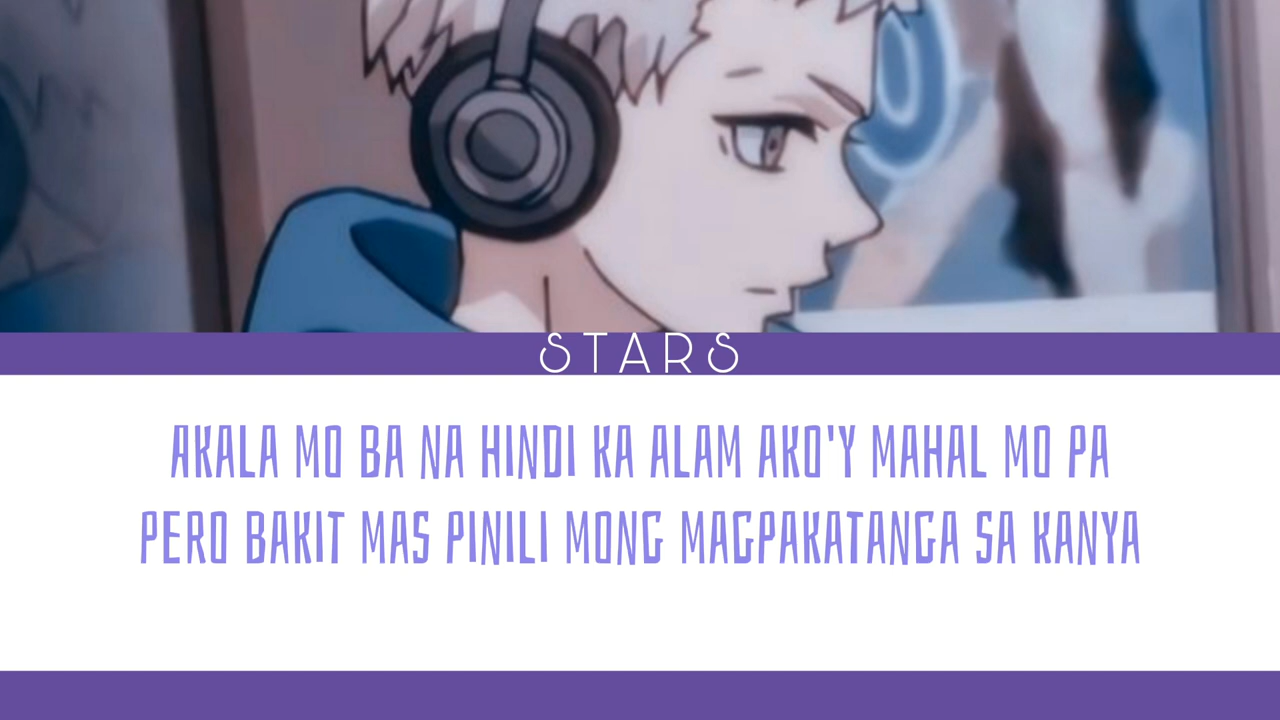 STARS
AKALA MO BA NA HINDI KA ALAM AKO'Y MAHAL MO PA
PERO BAKIT MAS PINILI MONG MAGPAKATANGA SA KANYA